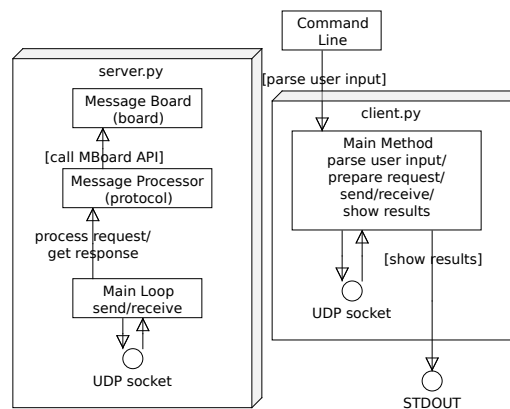 Command
Line
server.py
[parse user input]
Message Board
(board)
client.py
[call MBoard API]
Main Method
parse user input/
prepare request/
send/receive/
show results
Message Processor
(protocol)
process request/
get response
[show results]
Main Loop
send/receive
UDP socket
UDP socket
STDOUT